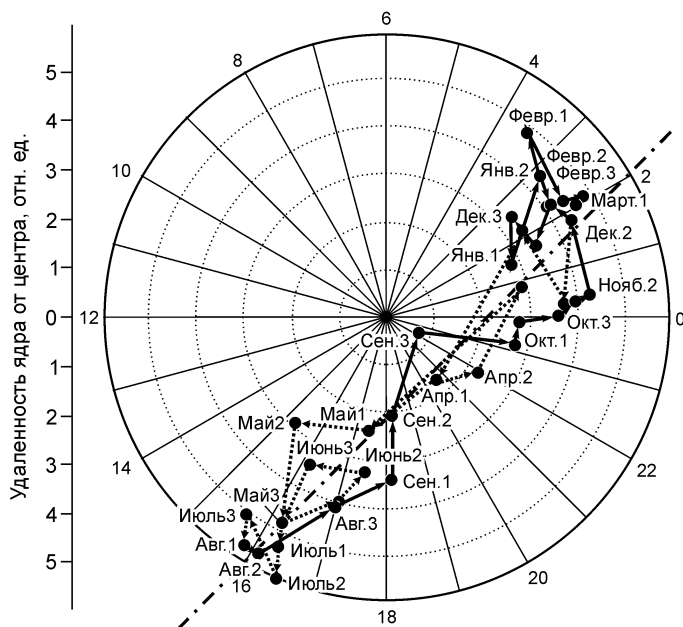 6
8
4
5
Февр.1
4
Февр.2
Янв.2
Февр.3
10
2
3
Март.1
Дек.3
2
Дек.2
Янв.1
1
Нояб.2
0
12
0
Сен.3
Окт.1
Окт.3
1
Апр.1
Апр.2
2
Май2
Май1
Сен.2
3
Июнь3
Июнь2
14
22
Май3
Сен.1
4
Июль3
Авг.3
Авг.1
Июль1
5
Авг.2
20
16
Июль2
18
Удаленность ядра от центра, отн. ед.